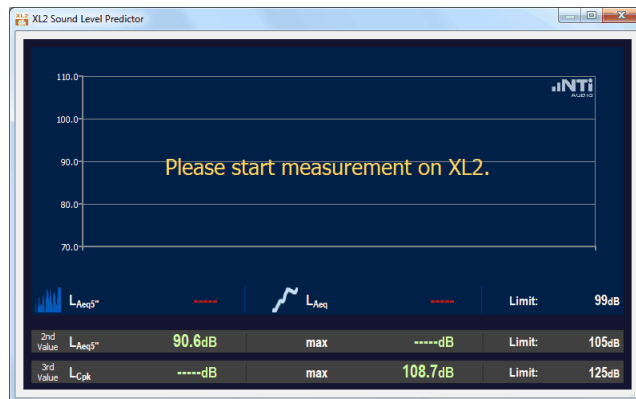 XL2 Sound Level Predictor
NTi
AUDIO
110.0
100.0
90.0
80.0
70.0
Please start measurement on XL2.
LAeq5" ----- LAeq ----- Limit: 99dB
2nd Value LAeq5" 90.6dB max -----dB Limit: 105dB
3rd Value LCpk -----dB max 108.7dB Limit: 125dB